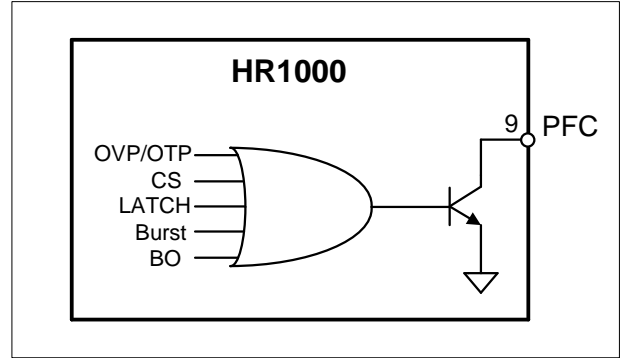 HR1000
9 PFC
OVP/OTP
CS
LATCH
Burst
BO